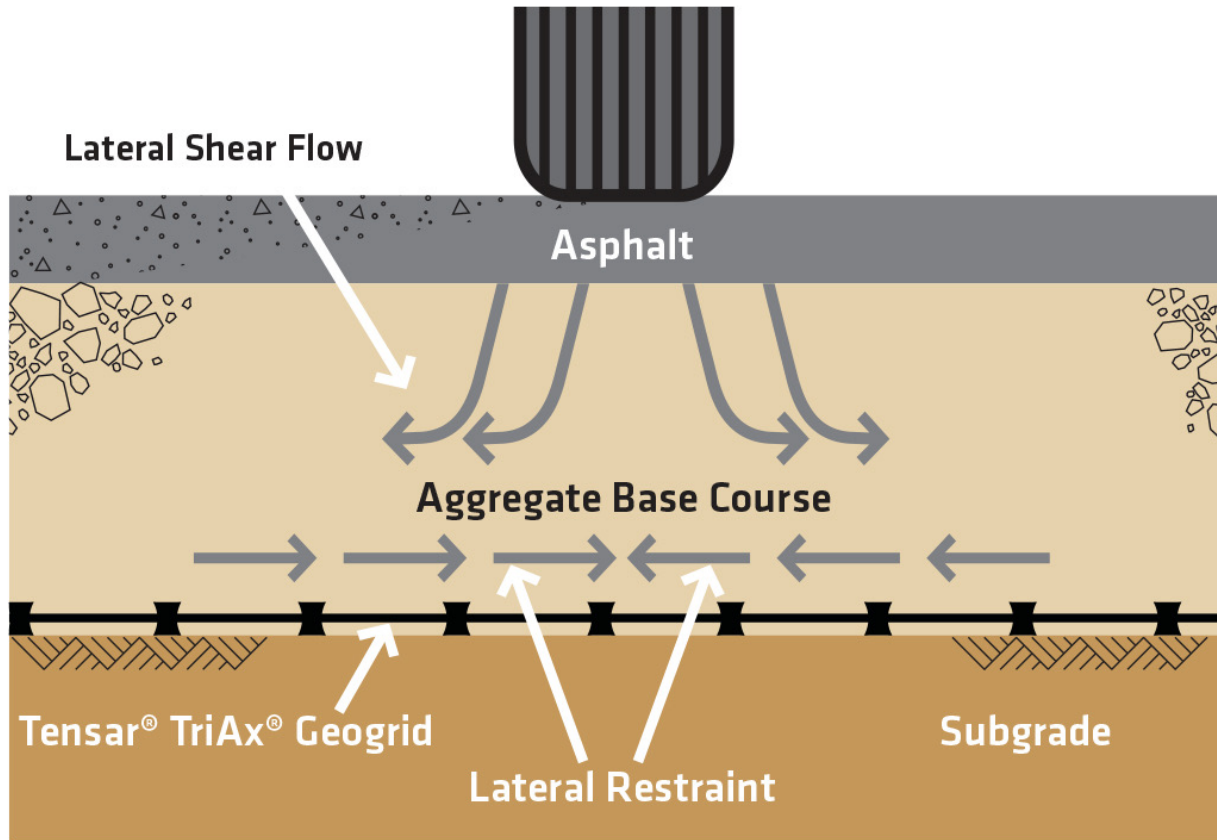 Lateral Shear Flow
Asphalt
Aggregate Base Course
Tensar® TriAx® Geogrid
Subgrade
Lateral Restraint